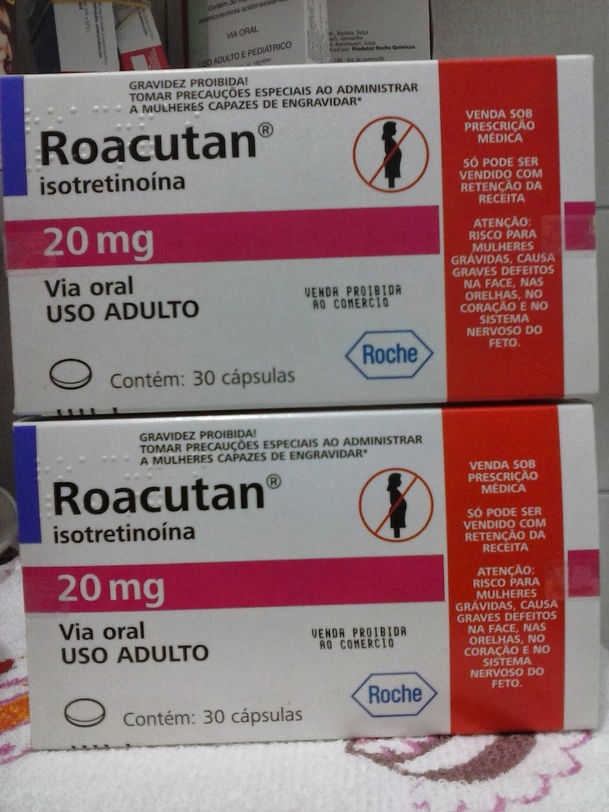 VIA ORAL
USO ADULTO E PEDIÁTRICO
GRAVIDEZ PROIBIDA!
TOMAR PRECAUÇÕES ESPECIAIS AO ADMINISTRAR
A MULHERES CAPAZES DE ENGRAVIDAR*
Roacutan®
isotretinoína
20 mg
Via oral
USO ADULTO
VENDA PROIBIDA
AO COMERCIO
Roche
Contém: 30 cápsulas
VENDA SOB
PRESCRIÇÃO
MÉDICA
SÓ PODE SER
VENDIDO COM
RETENÇÃO DA
RECEITA
ATENÇÃO:
RISCO PARA
MULHERES
GRÁVIDAS, CAUSA
GRAVES DEFEITOS
NA FACE, NAS
ORELHAS, NO
CORAÇÃO E NO
SISTEMA
NERVOSO DO
FETO.
GRAVIDEZ PROIBIDA!
TOMAR PRECAUÇÕES ESPECIAIS AO ADMINISTRAR
A MULHERES CAPAZES DE ENGRAVIDAR*
Roacutan®
isotretinoína
20 mg
Via oral
USO ADULTO
VENDA PROIBIDA
AO COMERCIO
Roche
Contém: 30 cápsulas
VENDA SOB
PRESCRIÇÃO
MÉDICA
SÓ PODE SER
VENDIDO COM
RETENÇÃO DA
RECEITA
ATENÇÃO:
RISCO PARA
MULHERES
GRÁVIDAS, CAUSA
GRAVES DEFEITOS
NA FACE, NAS
ORELHAS, NO
CORAÇÃO E NO
SISTEMA
NERVOSO DO
FETO.